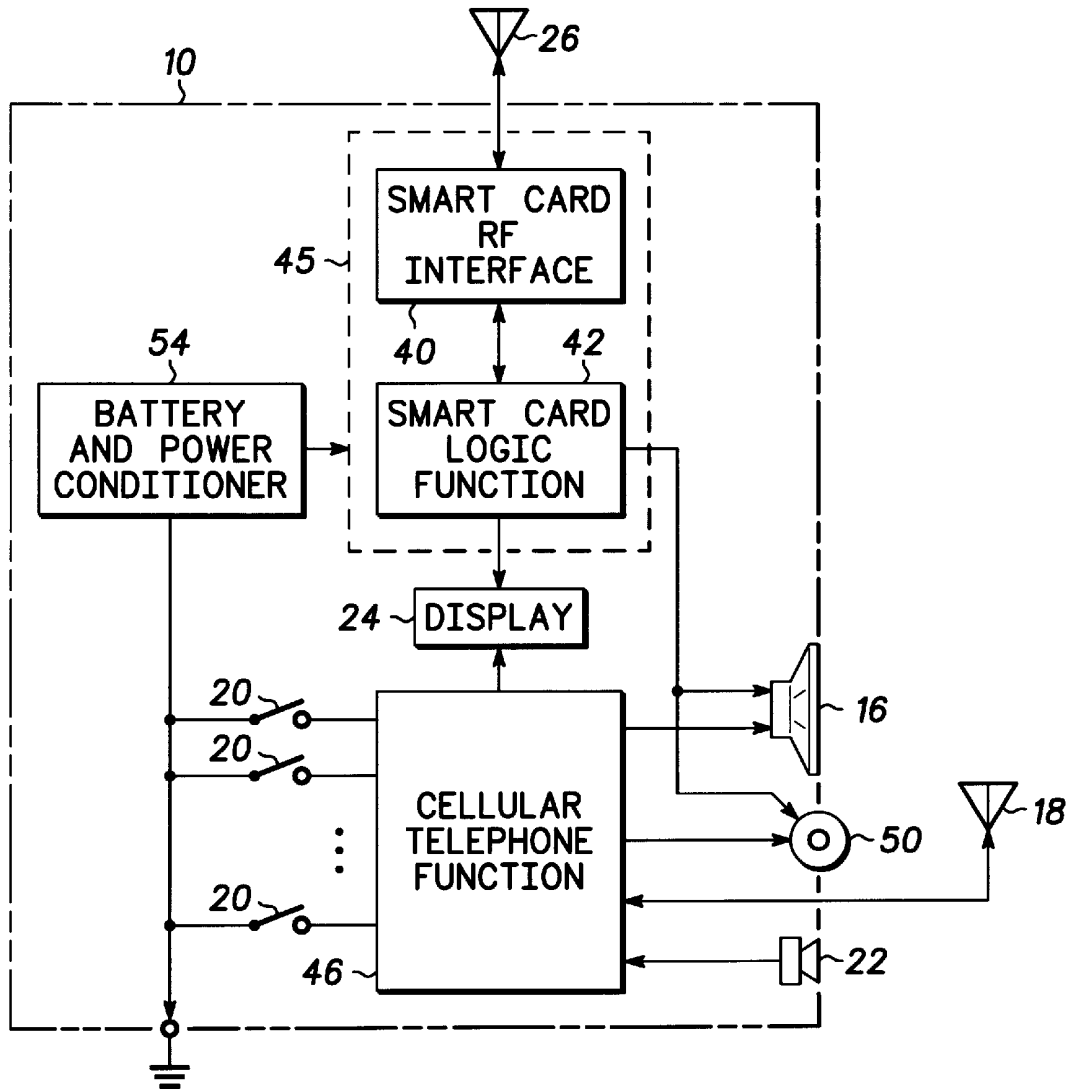 26
10
SMART CARD
RF
INTERFACE
45
40
42
54
BATTERY
AND POWER
CONDITIONER
SMART CARD
LOGIC
FUNCTION
24
DISPLAY
20
16
20
18
CELLULAR
TELEPHONE
FUNCTION
50
20
46
22